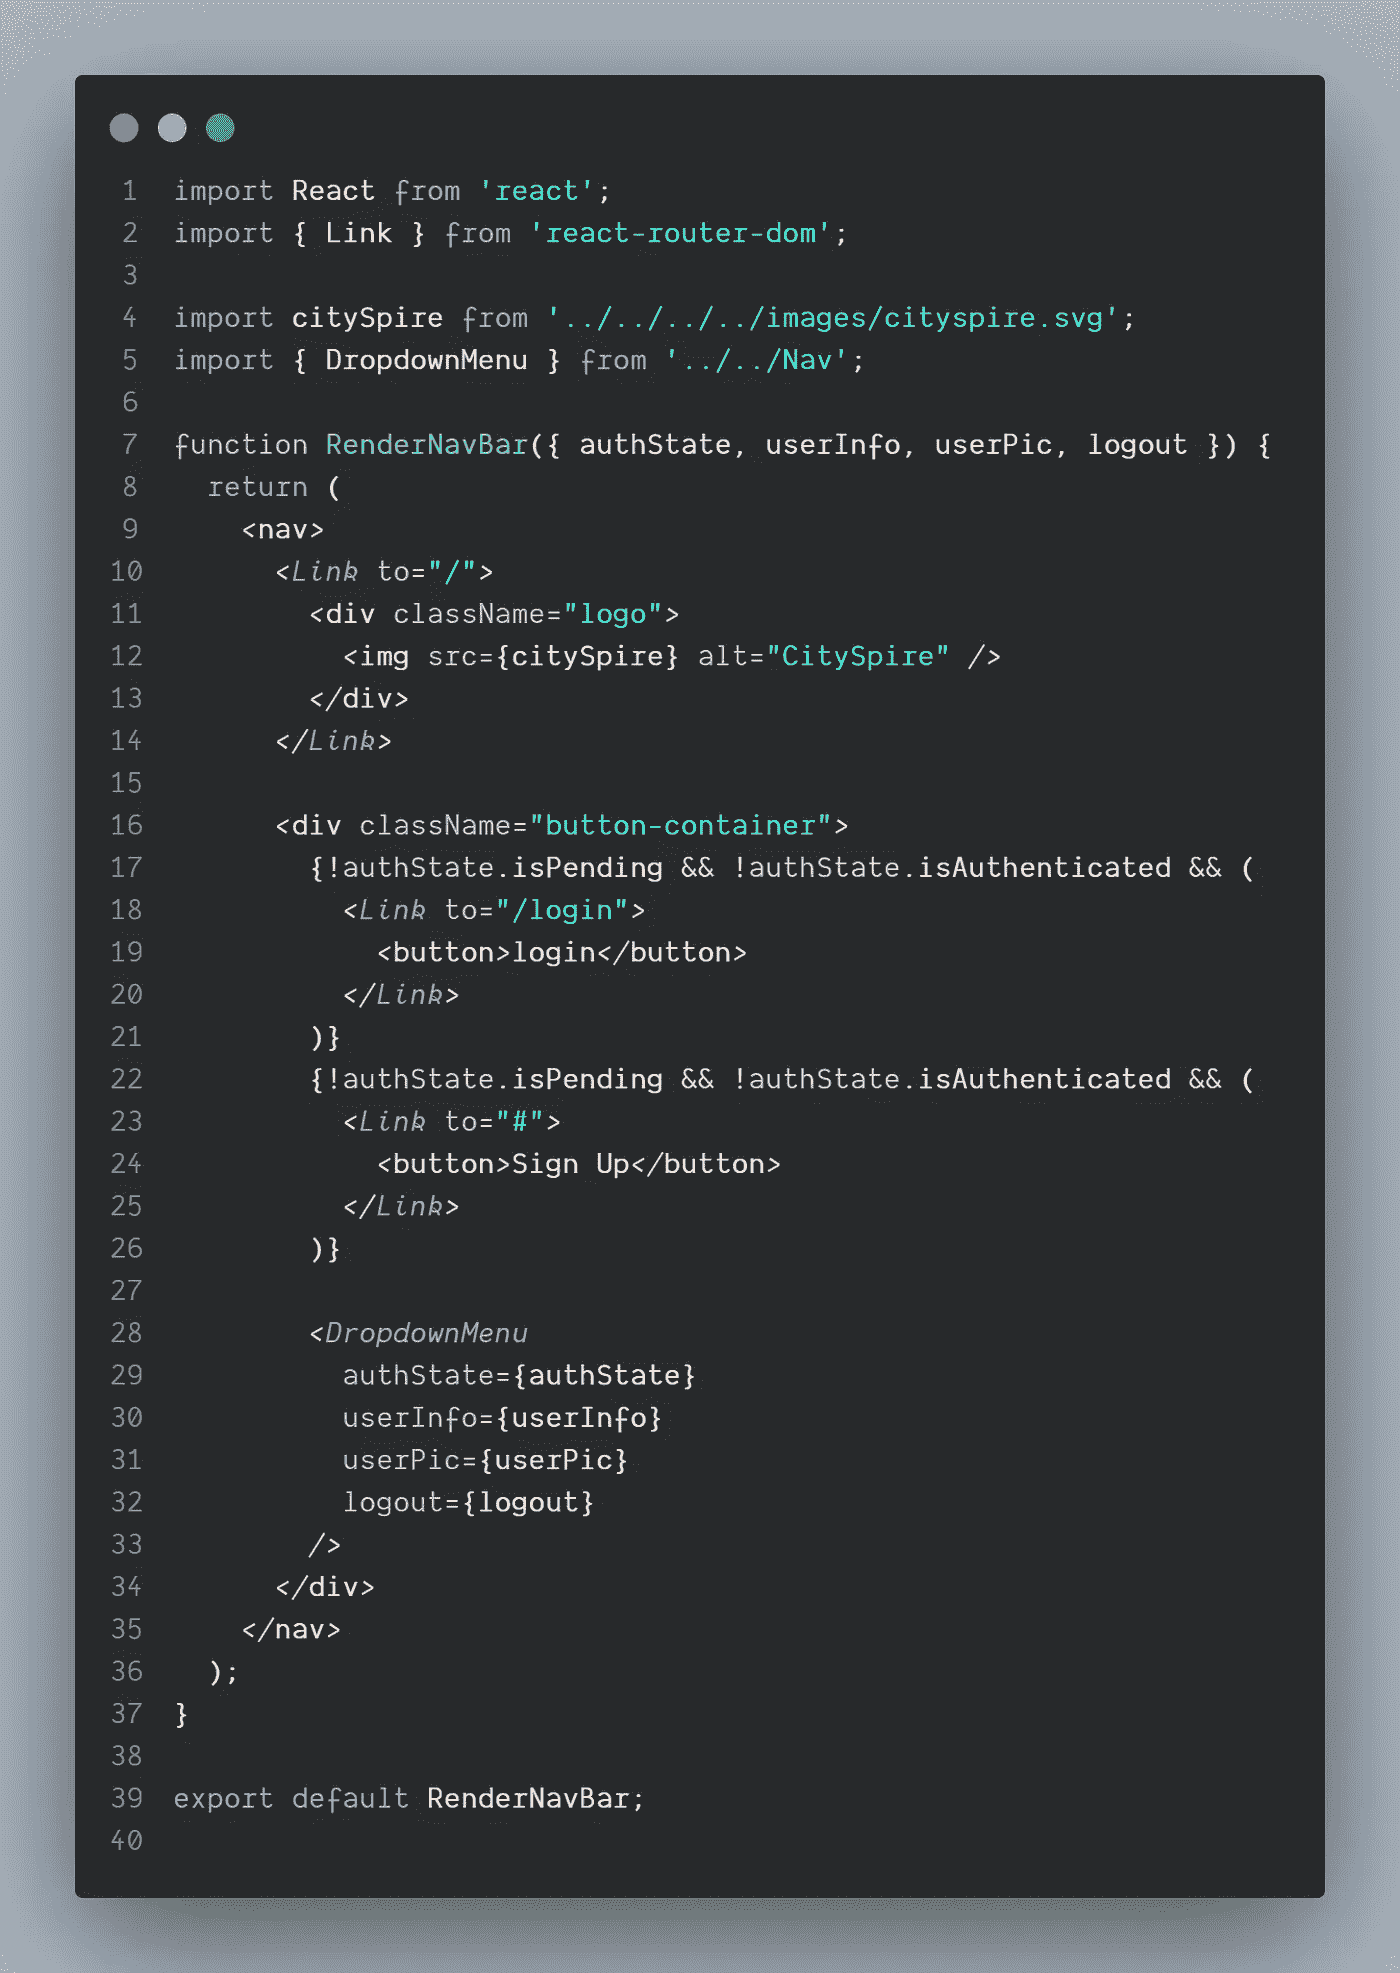 1 import React from 'react';
2 import { Link } from 'react-router-dom';
3
4 import citySpire from '../../../../images/cityspire.svg';
5 import { DropdownMenu } from '../../Nav';
6
7 function RenderNavBar({ authState, userInfo, userPic, logout }) {
8   return (
9     <nav>
10       <Link to="/">
11         <div className="logo">
12           <img src={citySpire} alt="CitySpire" />
13         </div>
14       </Link>
15
16       <div className="button-container">
17         {!authState.isPending && !authState.isAuthenticated && (
18           <Link to="/login">
19             <button>login</button>
20           </Link>
21         )}
22         {!authState.isPending && !authState.isAuthenticated && (
23           <Link to="#">
24             <button>Sign Up</button>
25           </Link>
26         )}
27
28         <DropdownMenu
29           authState={authState}
30           userInfo={userInfo}
31           userPic={userPic}
32           logout={logout}
33         />
34       </div>
35     </nav>
36   );
37 }
38
39 export default RenderNavBar;
40